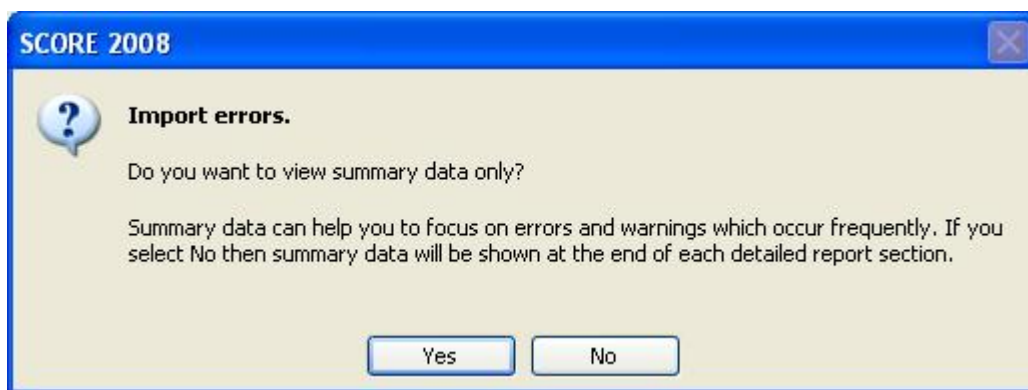 SCORE 2008
Import errors.
Do you want to view summary data only?
Summary data can help you to focus on errors and warnings which occur frequently. If you
select No then summary data will be shown at the end of each detailed report section.
Yes No